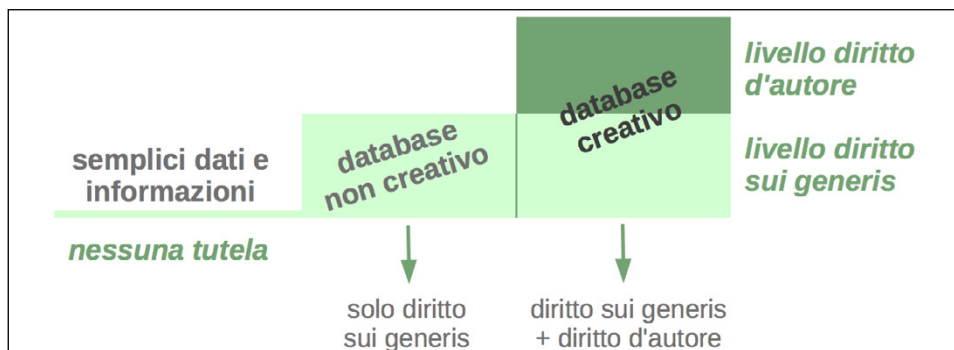 semplici dati e
informazioni
nessuna tutela
database
non creativo
database
creativo
livello diritto
d'autore
livello diritto
sui generis
solo diritto
sui generis
diritto sui generis
+ diritto d'autore